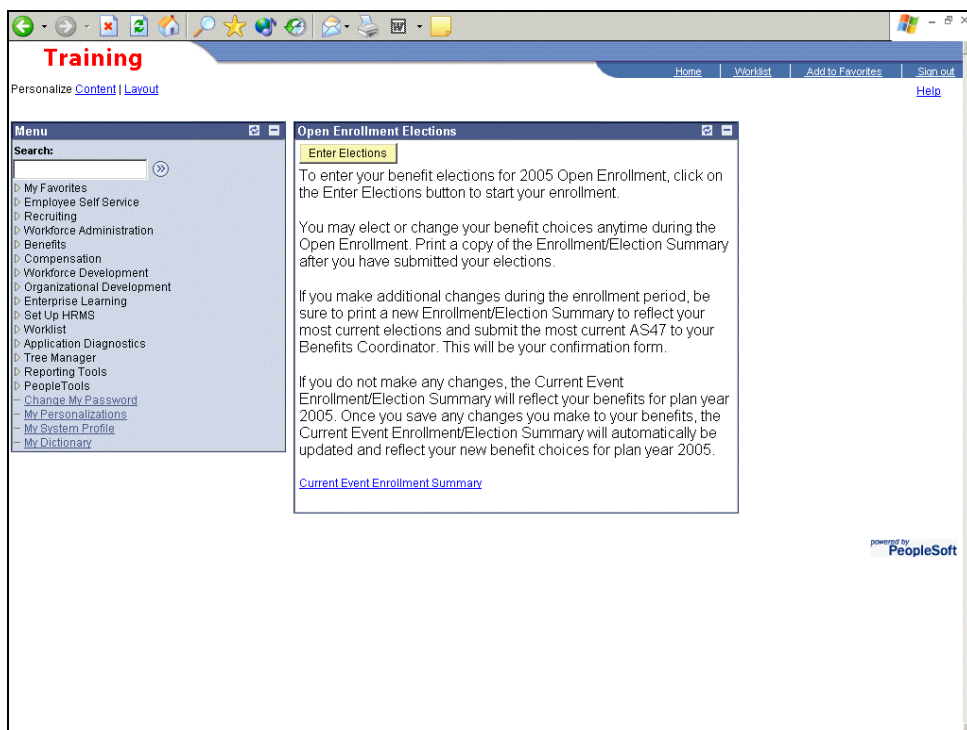 Training
Home
Worklist
Add to Favorites
Sign out
Personalize Content | Layout
Help
Menu
Search:
My Favorites
Employee Self Service
Recruiting
Workforce Administration
Benefits
Compensation
Workforce Development
Organizational Development
Enterprise Learning
Set Up HRMS
Worklist
Application Diagnostics
Tree Manager
Reporting Tools
PeopleTools
Change My Password
My Personalizations
My System Profile
My Dictionary
Open Enrollment Elections
Enter Elections
To enter your benefit elections for 2005 Open Enrollment, click on
the Enter Elections button to start your enrollment.
You may elect or change your benefit choices anytime during the
Open Enrollment. Print a copy of the Enrollment/Election Summary
after you have submitted your elections.
If you make additional changes during the enrollment period, be
sure to print a new Enrollment/Election Summary to reflect your
most current elections and submit the most current AS47 to your
Benefits Coordinator. This will be your confirmation form.
If you do not make any changes, the Current Event
Enrollment/Election Summary will reflect your benefits for plan year
2005. Once you save any changes you make to your benefits, the
Current Event Enrollment/Election Summary will automatically be
updated and reflect your new benefit choices for plan year 2005.
Current Event Enrollment Summary
powered by
PeopleSoft